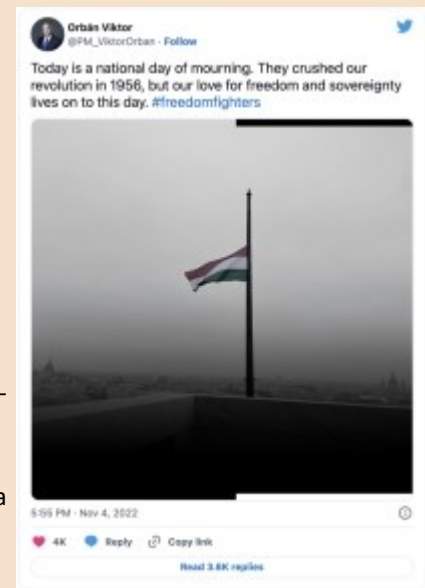 Orbán Viktor
@PM_ViktorOrban · Follow
Today is a national day of mourning. They crushed our
revolution in 1956, but our love for freedom and sovereignty
lives on to this day. #freedomfighters
–
a
5:55 PM · Nov 4, 2022
4K Reply Copy link
Read 3.8K replies